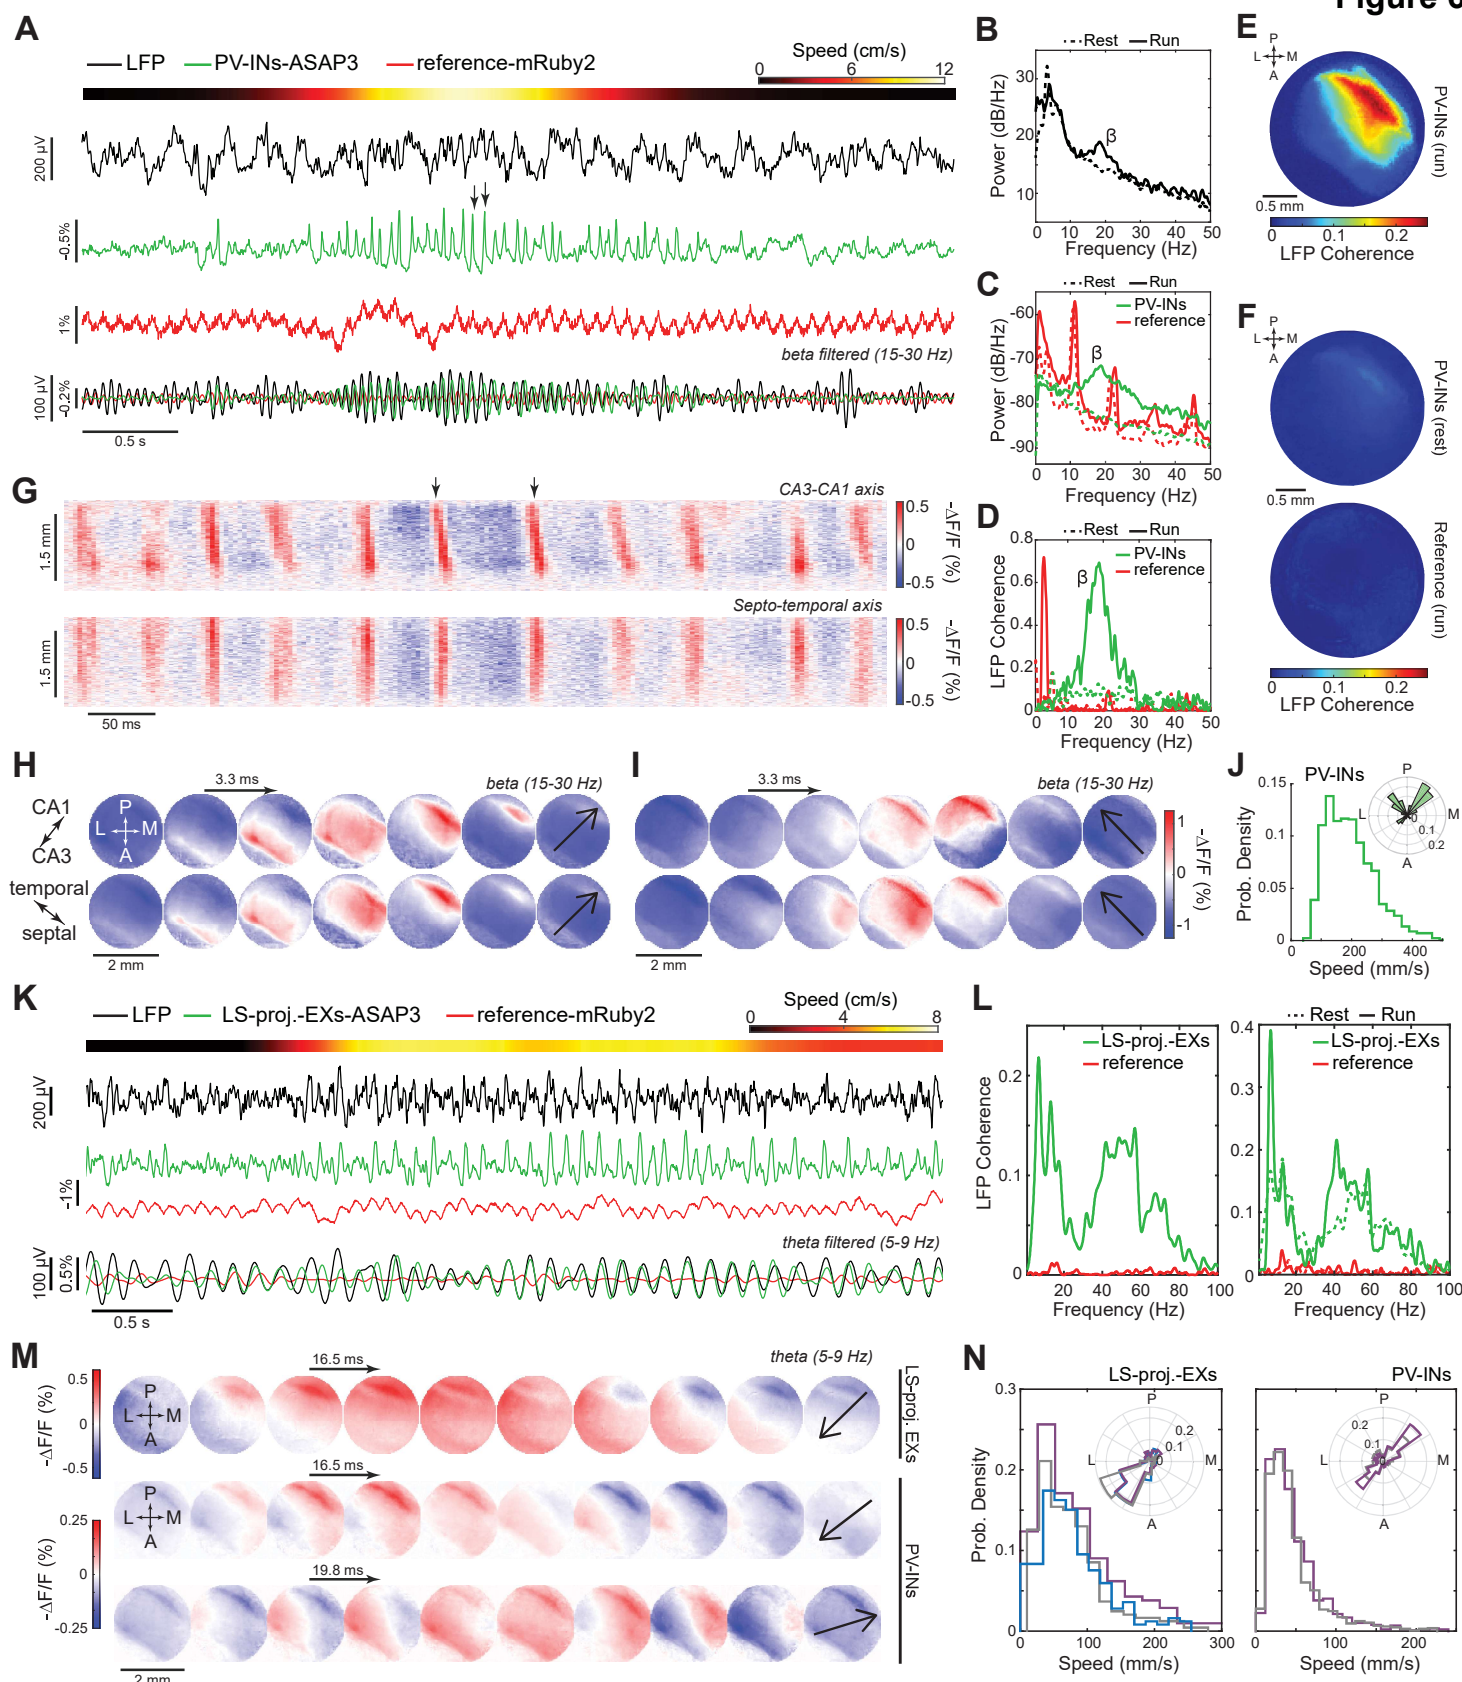 Figure 6
A
LFP PV-INs-ASAP3 reference-mRuby2
Speed (cm/s)
0 6 12
200 µV
-0.5%
1%
beta filtered (15-30 Hz)
100 µV
-0.2%
0.5 s
B
Rest Run
Power (dB/Hz)
30
20
10
β
0 10 20 30 40 50
Frequency (Hz)
C
Rest Run
PV-INs
reference
Power (dB/Hz)
-60
-70
-80
-90
β
0 10 20 30 40 50
Frequency (Hz)
D
Rest Run
PV-INs
reference
LFP Coherence
0.8
0.6
0.4
0.2
0
β
0 10 20 30 40 50
Frequency (Hz)
E
P
L M
A
PV-INs (run)
0.5 mm
0 0.1 0.2
LFP Coherence
F
P
L M
A
PV-INs (rest)
0.5 mm
Reference (run)
0 0.1 0.2
LFP Coherence
G
CA3-CA1 axis
1.5 mm
0.5
0
-0.5
-ΔF/F (%)
Septo-temporal axis
1.5 mm
0.5
0
-0.5
-ΔF/F (%)
50 ms
H
3.3 ms
beta (15-30 Hz)
CA1
CA3
P
L M
A
temporal
septal
2 mm
I
3.3 ms
beta (15-30 Hz)
1
0
-1
-ΔF/F (%)
2 mm
J
PV-INs
Prob. Density
0.15
0.1
0.05
0
0 200 400
Speed (mm/s)
P
L M
A
0
0.1
0.2
K
LFP LS-proj.-EXs-ASAP3 reference-mRuby2
Speed (cm/s)
0 4 8
200 µV
-1%
theta filtered (5-9 Hz)
100 µV
0.5%
0.5 s
L
Rest Run
LS-proj.-EXs
reference
LFP Coherence
0.2
0.1
0
20 40 60 80 100
Frequency (Hz)
LS-proj.-EXs
reference
0.4
0.3
0.2
0.1
0
20 40 60 80 100
Frequency (Hz)
M
16.5 ms
theta (5-9 Hz)
0.5
0
-0.5
-ΔF/F (%)
P
L M
A
LS-proj. EXs
16.5 ms
P
L M
A
0.25
0
-0.25
-ΔF/F (%)
19.8 ms
PV-INs
2 mm
N
LS-proj.-EXs
Prob. Density
0.3
0.2
0.1
0
0 100 200 300
Speed (mm/s)
P
L M
A
0.2
0.1
0
PV-INs
0 100 200
Speed (mm/s)
P
L M
A
0.2
0.1
0